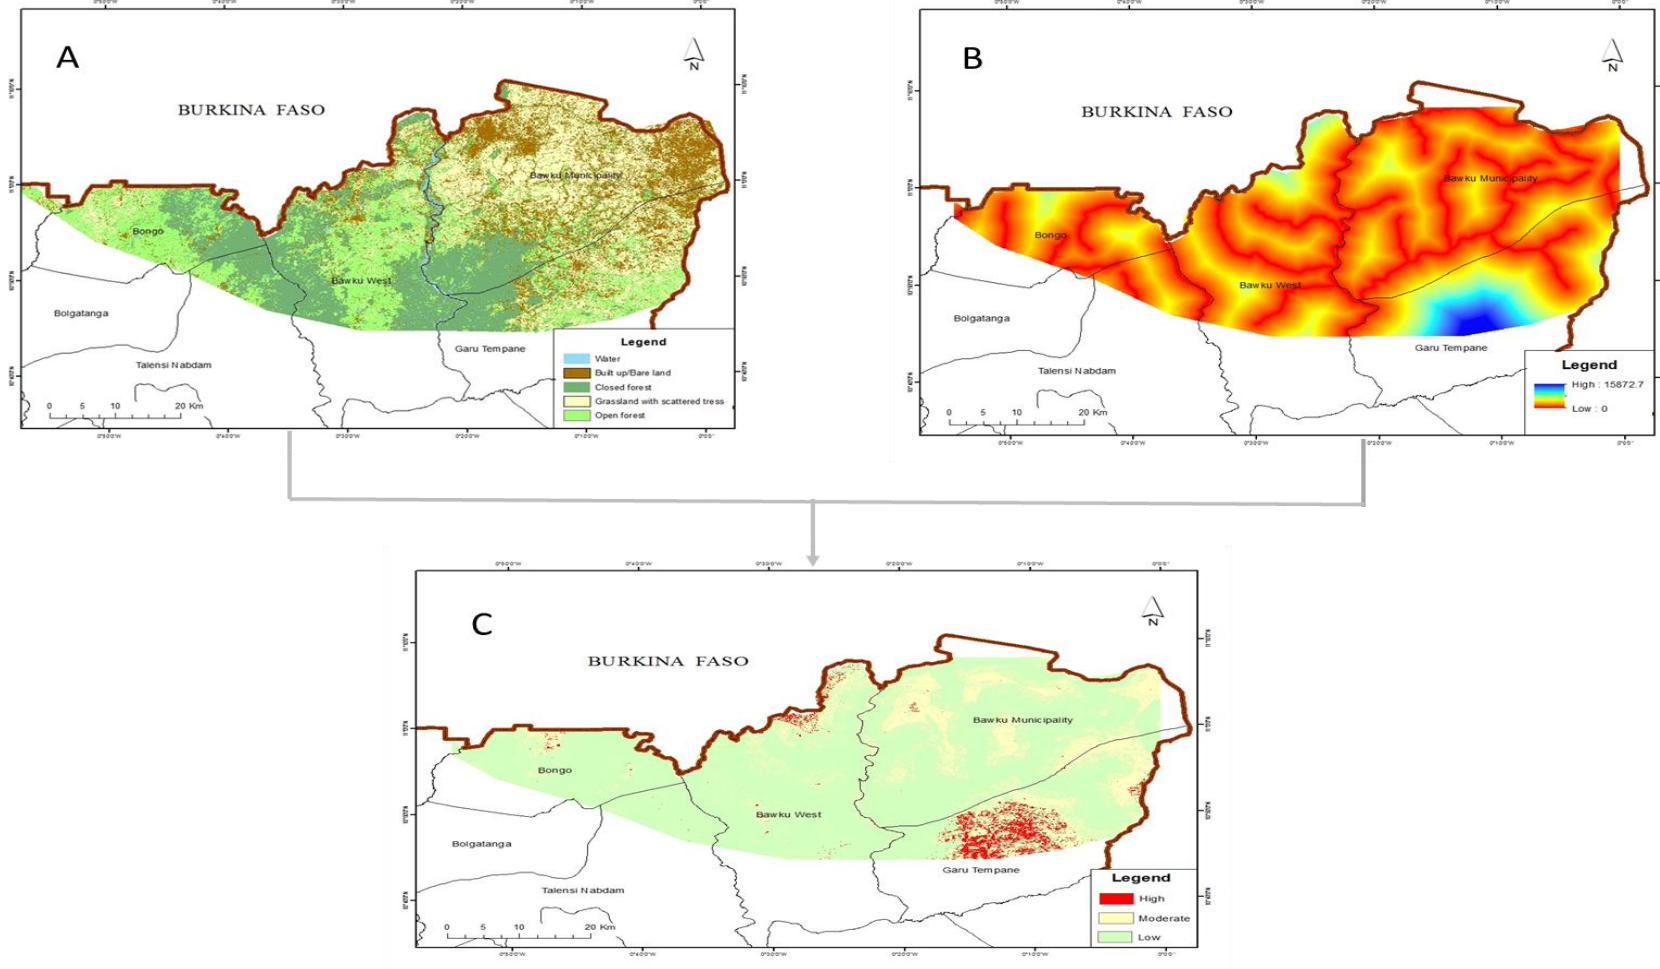 A
N
BURKINA FASO
Bawku Municipality
Bongo
Bawku West
Bolgatanga
Talensi Nabdam
Garu Tempane
Legend
Water
Built up/Bare land
Closed forest
Grassland with scattered tress
Open forest
0 5 10 20 Km
B
N
BURKINA FASO
Bawku Municipality
Bongo
Bawku West
Bolgatanga
Talensi Nabdam
Garu Tempane
Legend
High : 15872.7
Low : 0
0 5 10 20 Km
C
N
BURKINA FASO
Bawku Municipality
Bongo
Bawku West
Bolgatanga
Talensi Nabdam
Garu Tempane
Legend
High
Moderate
Low
0 5 10 20 Km